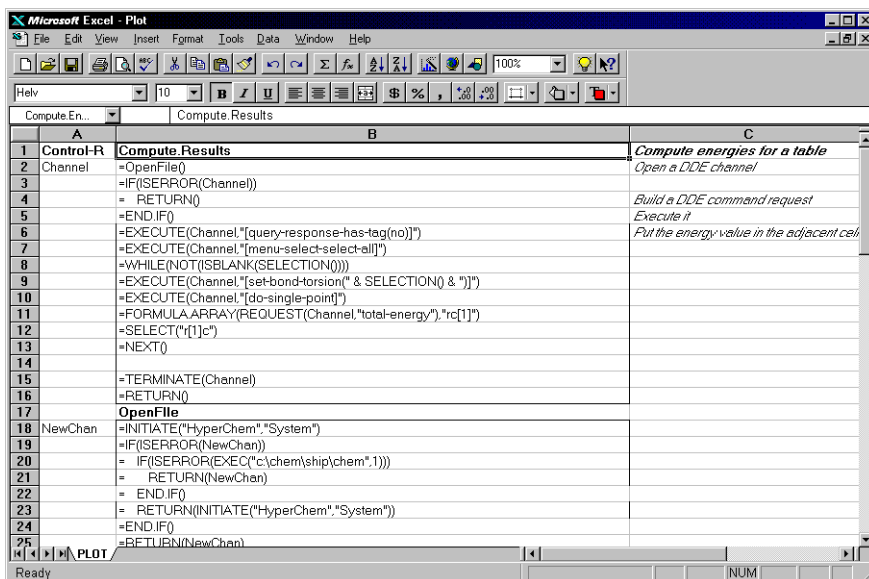 Microsoft Excel - Plot
File Edit View Insert Format Tools Data Window Help
100%
Helv 10 B I U $ % ,
Compute.En... Compute.Results
A B C
1 Control-R Compute.Results Compute energies for a table
2 Channel =OpenFile() Open a DDE channel
3 =IF(ISERROR(Channel))
4 = RETURN() Build a DDE command request
5 =END.IF() Execute it
6 =EXECUTE(Channel,"[query-response-has-tag(no)]") Put the energy value in the adjacent cell
7 =EXECUTE(Channel,"[menu-select-select-all]")
8 =WHILE(NOT(ISBLANK(SELECTION())))
9 =EXECUTE(Channel,"[set-bond-torsion(" & SELECTION() & ")]")
10 =EXECUTE(Channel,"[do-single-point]")
11 =FORMULA.ARRAY(REQUEST(Channel,"total-energy"),"rc[1]")
12 =SELECT("r[1]c")
13 =NEXT()
14
15 =TERMINATE(Channel)
16 =RETURN()
17 OpenFIle
18 NewChan =INITIATE("HyperChem","System")
19 =IF(ISERROR(NewChan))
20 = IF(ISERROR(EXEC("c:\chem\ship\chem",1)))
21 = RETURN(NewChan)
22 = END.IF()
23 = RETURN(INITIATE("HyperChem","System"))
24 =END.IF()
25 =RETURN(NewChan)
PLOT
Ready NUM